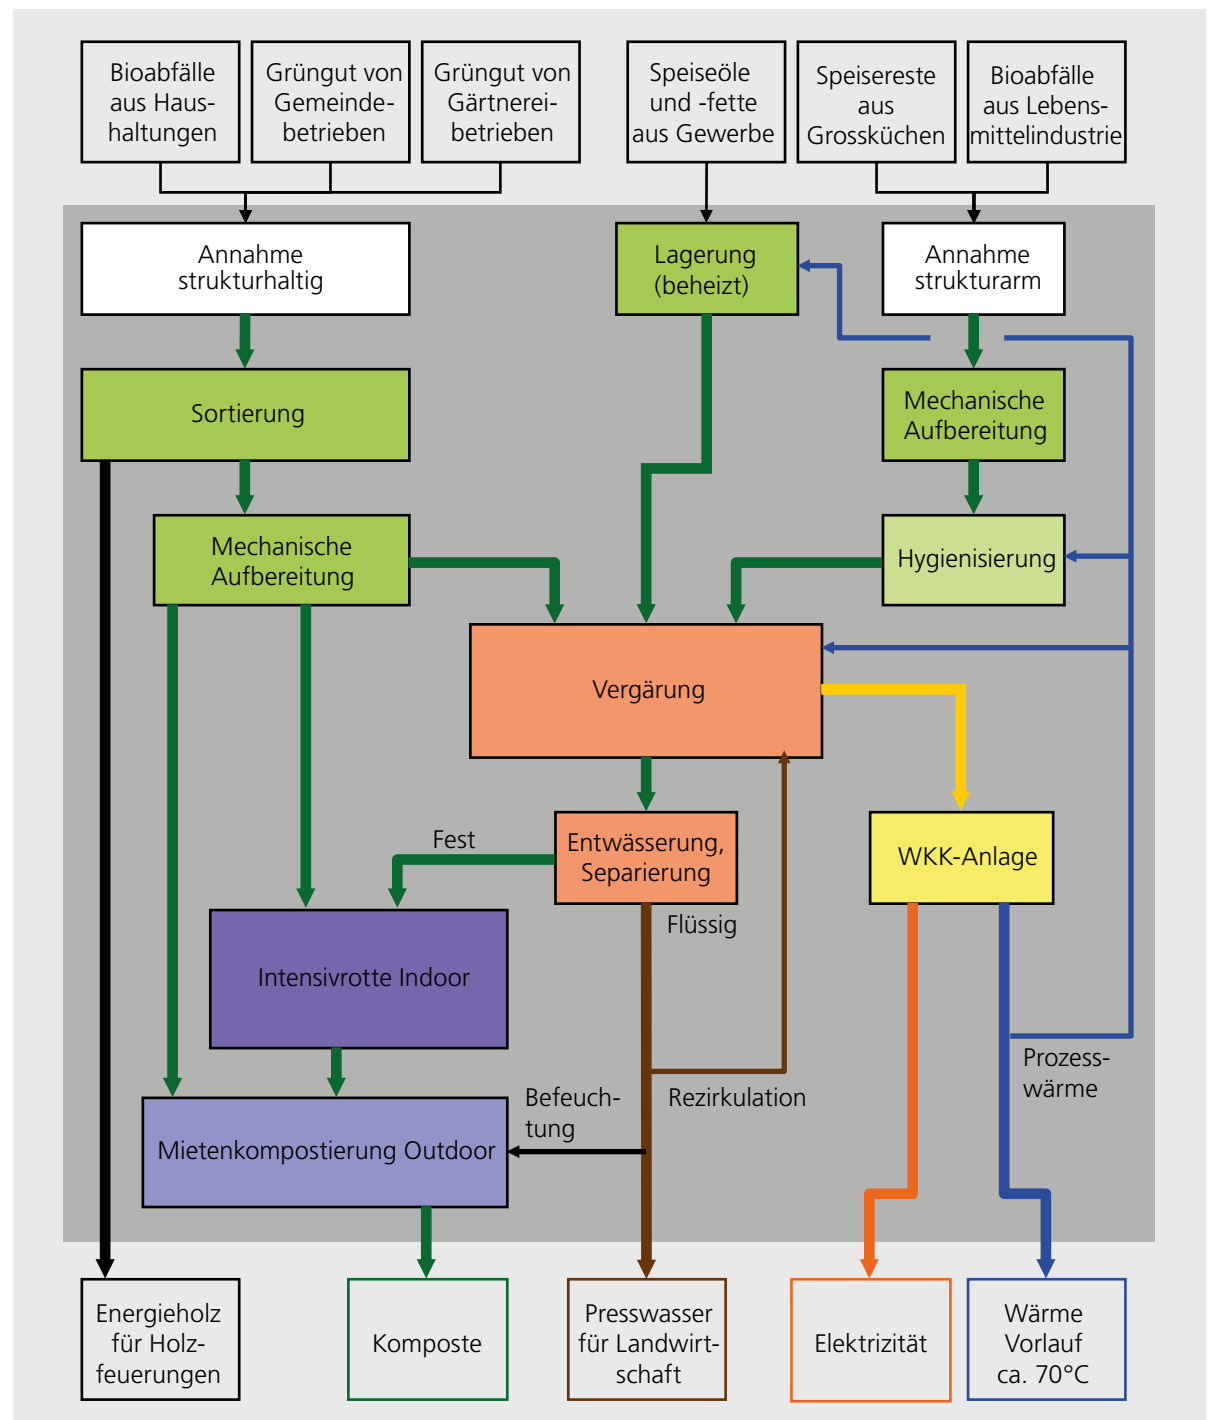 Bioabfälle
aus Haus-
haltungen
Grüngut von
Gemeinde-
betrieben
Grüngut von
Gärtnerei-
betrieben
Speiseöle
und -fette
aus Gewerbe
Speisereste
aus
Grossküchen
Bioabfälle
aus Lebens-
mittelindustrie
Annahme
strukturhaltig
Lagerung
(beheizt)
Annahme
strukturarm
Sortierung
Mechanische
Aufbereitung
Mechanische
Aufbereitung
Hygienisierung
Vergärung
Fest
Entwässerung,
Separierung
WKK-Anlage
Flüssig
Intensivrotte Indoor
Prozess-
wärme
Befeuch-
tung
Rezirkulation
Mietenkompostierung Outdoor
Energieholz
für Holz-
feuerungen
Komposte
Presswasser
für Landwirt-
schaft
Elektrizität
Wärme
Vorlauf
ca. 70°C